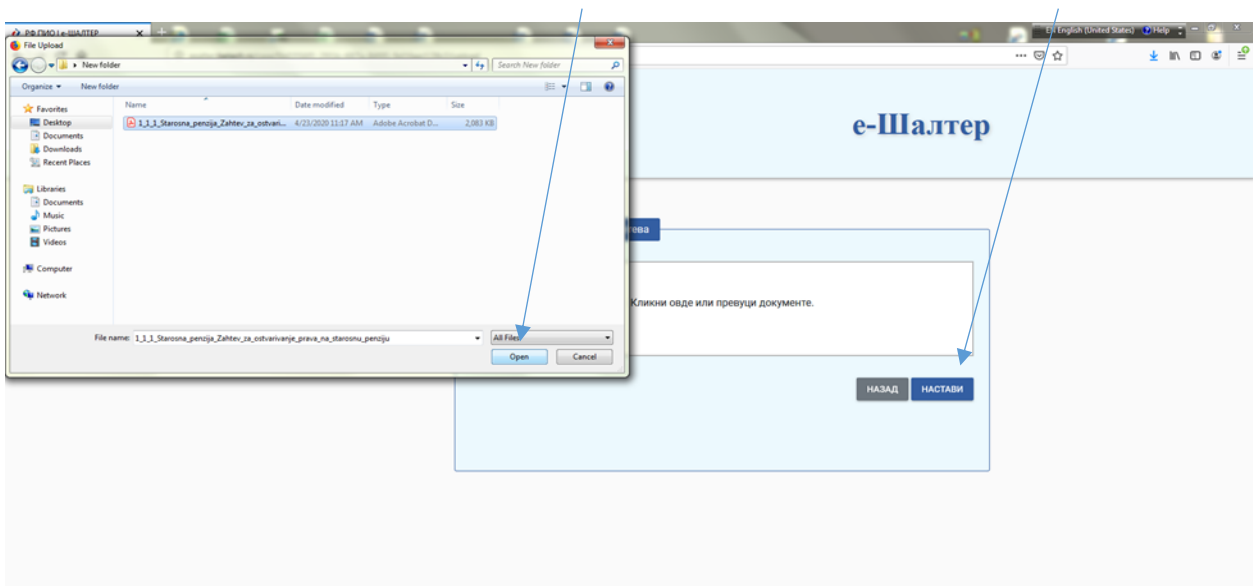 РФ ПИО | е-ШАЛТЕР
EN English (United States) Help
File Upload
New folder
Search New folder
Organize
New folder
Name Date modified Type Size
1_1_1_Starosna_penzija_Zahtev_za_ostvari... 4/23/2020 11:17 AM Adobe Acrobat D... 2,083 KB
Favorites
Desktop
Documents
Downloads
Recent Places
Libraries
Documents
Music
Pictures
Videos
Computer
Network
File name: 1_1_1_Starosna_penzija_Zahtev_za_ostvarivanje_prava_na_starosnu_penziju
All Files
Open Cancel
е-Шалтер
Кликни овде или превуци документе.
НАЗАД НАСТАВИ